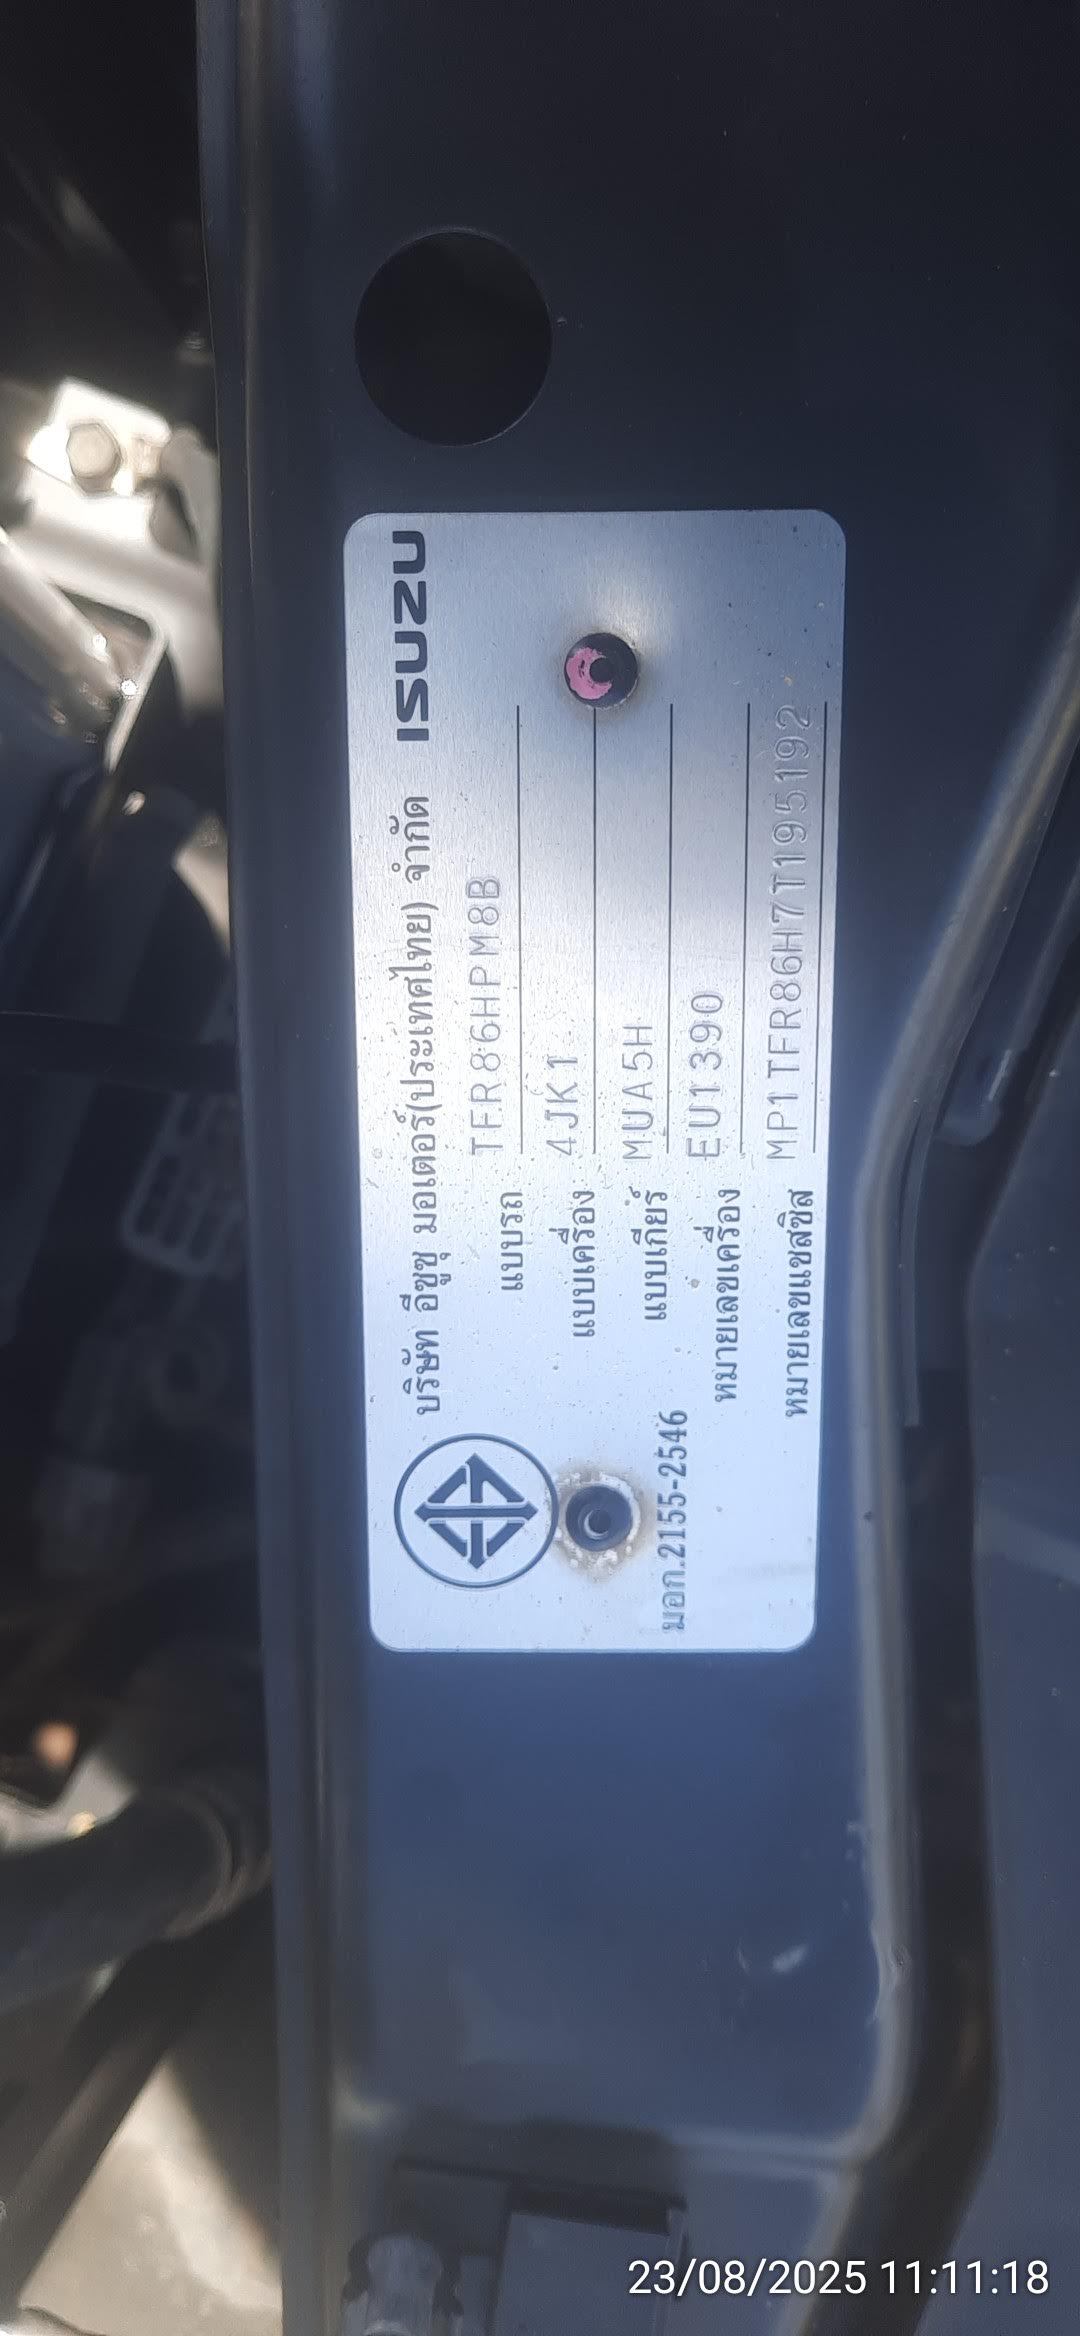 บริษัท อีซูซุ มอเตอร์(ประเทศไทย) จำกัด ISUZU
แบบรถ TFR86HPM8B
แบบเครื่อง 4JK1
แบบเกียร์ MUA5H
มอก.2155-2546
หมายเลขเครื่อง EU1390
หมายเลขแชสซิส MP1TFR86H7T195192
23/08/2025 11:11:18